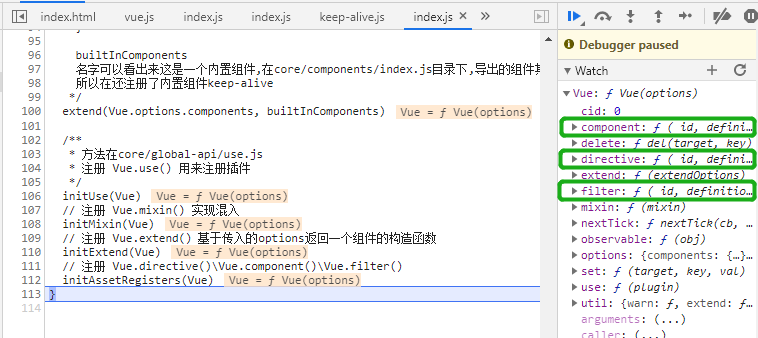 index.html vue.js index.js index.js keep-alive.js index.js ×
95
96 builtInComponents
97 名字可以看出来这是一个内置组件,在core/components/index.js目录下,导出的组件其
98 所以在还注册了内置组件keep-alive
99 */
100 extend(Vue.options.components, builtInComponents) Vue = ƒ Vue(options)
101
102 /**
103 * 方法在core/global-api/use.js
104 * 注册 Vue.use() 用来注册插件
105 */
106 initUse(Vue) Vue = ƒ Vue(options)
107 // 注册 Vue.mixin() 实现混入
108 initMixin(Vue) Vue = ƒ Vue(options)
109 // 注册 Vue.extend() 基于传入的options返回一个组件的构造函数
110 initExtend(Vue) Vue = ƒ Vue(options)
111 // 注册 Vue.directive()\Vue.component()\Vue.filter()
112 initAssetRegisters(Vue) Vue = ƒ Vue(options)
113 }
114
Debugger paused
Watch
Vue: ƒ Vue(options)
cid: 0
component: ƒ ( id, defini…
delete: ƒ del(target, key)
directive: ƒ ( id, defini…
extend: ƒ (extendOptions)
filter: ƒ ( id, definitio…
mixin: ƒ (mixin)
nextTick: ƒ nextTick(cb, …
observable: ƒ (obj)
options: {components: {…}…
set: ƒ (target, key, val)
use: ƒ (plugin)
util: {warn: ƒ, extend: ƒ…
arguments: (...)
caller: (...)